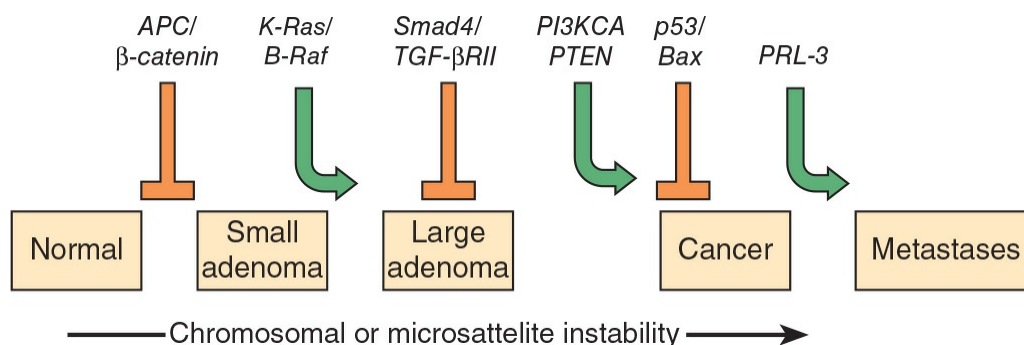 APC/
β-catenin
K-Ras/
B-Raf
Smad4/
TGF-βRII
PI3KCA
PTEN
p53/
Bax
PRL-3
Normal
Small
adenoma
Large
adenoma
Cancer
Metastases
Chromosomal or microsattelite instability